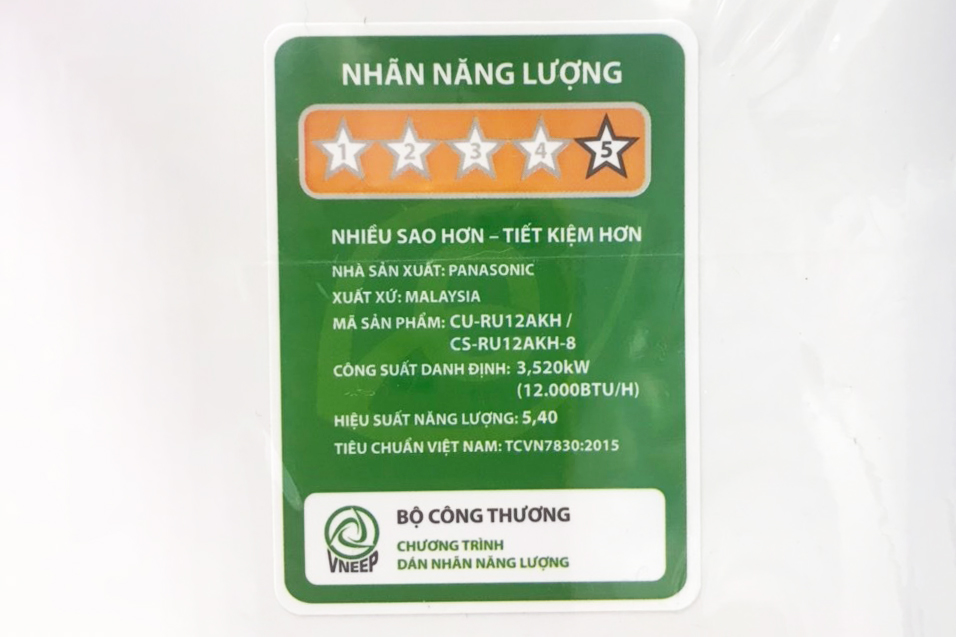 NHÃN NĂNG LƯỢNG
1 2 3 4 5
NHIỀU SAO HƠN – TIẾT KIỆM HƠN
NHÀ SẢN XUẤT: PANASONIC
XUẤT XỨ: MALAYSIA
MÃ SẢN PHẨM: CU-RU12AKH /
CS-RU12AKH-8
CÔNG SUẤT DANH ĐỊNH: 3,520kW
(12.000BTU/H)
HIỆU SUẤT NĂNG LƯỢNG: 5,40
TIÊU CHUẨN VIỆT NAM: TCVN7830:2015
BỘ CÔNG THƯƠNG
CHƯƠNG TRÌNH
DÁN NHÃN NĂNG LƯỢNG
VNEEP